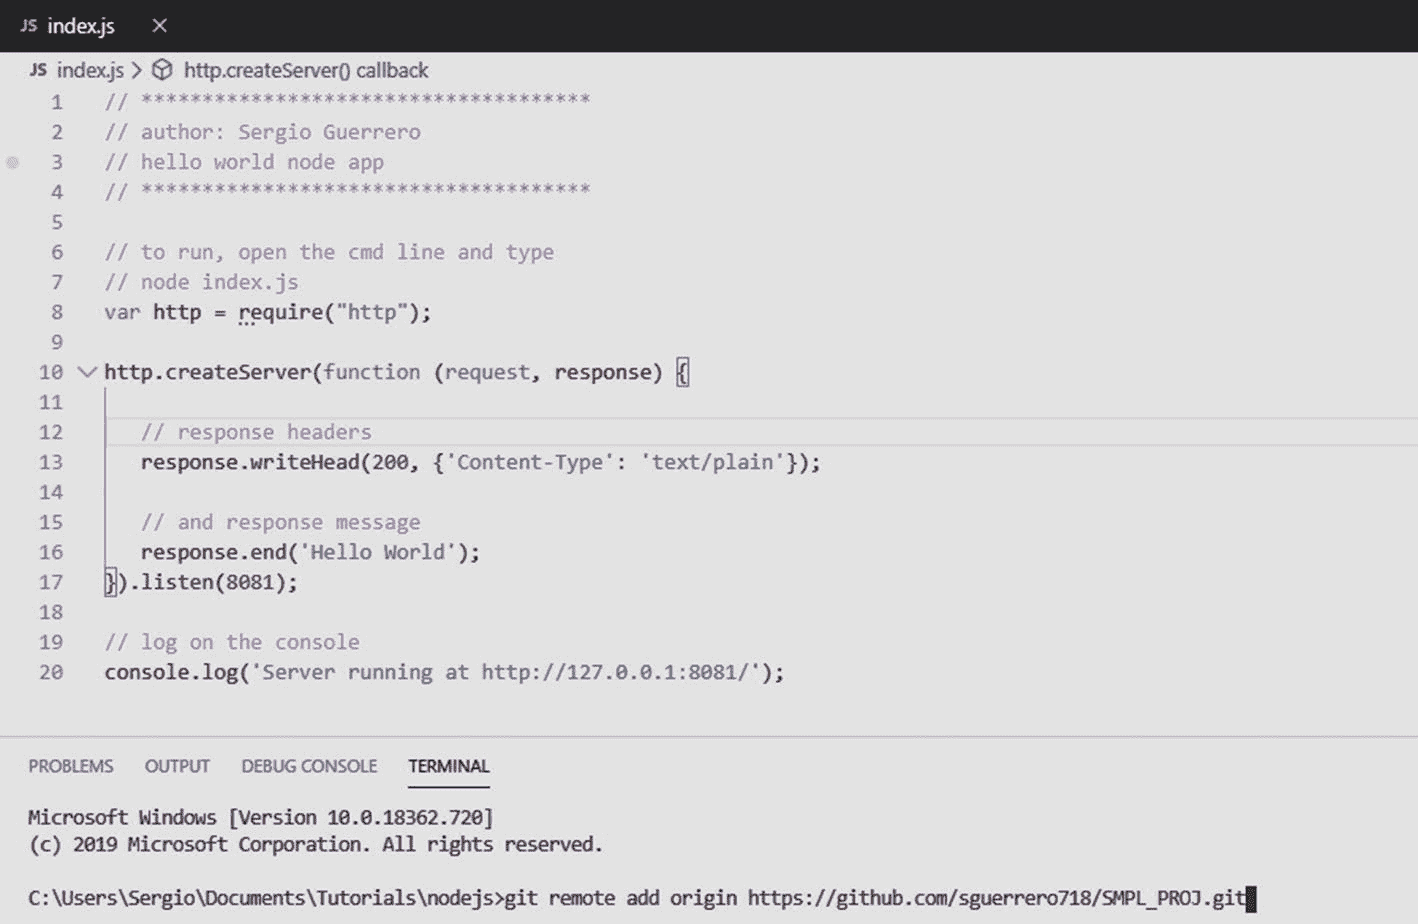 JS index.js ×
JS index.js > http.createServer() callback
1 // *************************************
2 // author: Sergio Guerrero
3 // hello world node app
4 // *************************************
5
6 // to run, open the cmd line and type
7 // node index.js
8 var http = require("http");
9
10 http.createServer(function (request, response) {
11
12 // response headers
13 response.writeHead(200, {'Content-Type': 'text/plain'});
14
15 // and response message
16 response.end('Hello World');
17 }).listen(8081);
18
19 // log on the console
20 console.log('Server running at http://127.0.0.1:8081/');
PROBLEMS OUTPUT DEBUG CONSOLE TERMINAL
Microsoft Windows [Version 10.0.18362.720]
(c) 2019 Microsoft Corporation. All rights reserved.
C:\Users\Sergio\Documents\Tutorials\nodejs>git remote add origin https://github.com/sguerrero718/SMPL_PROJ.git